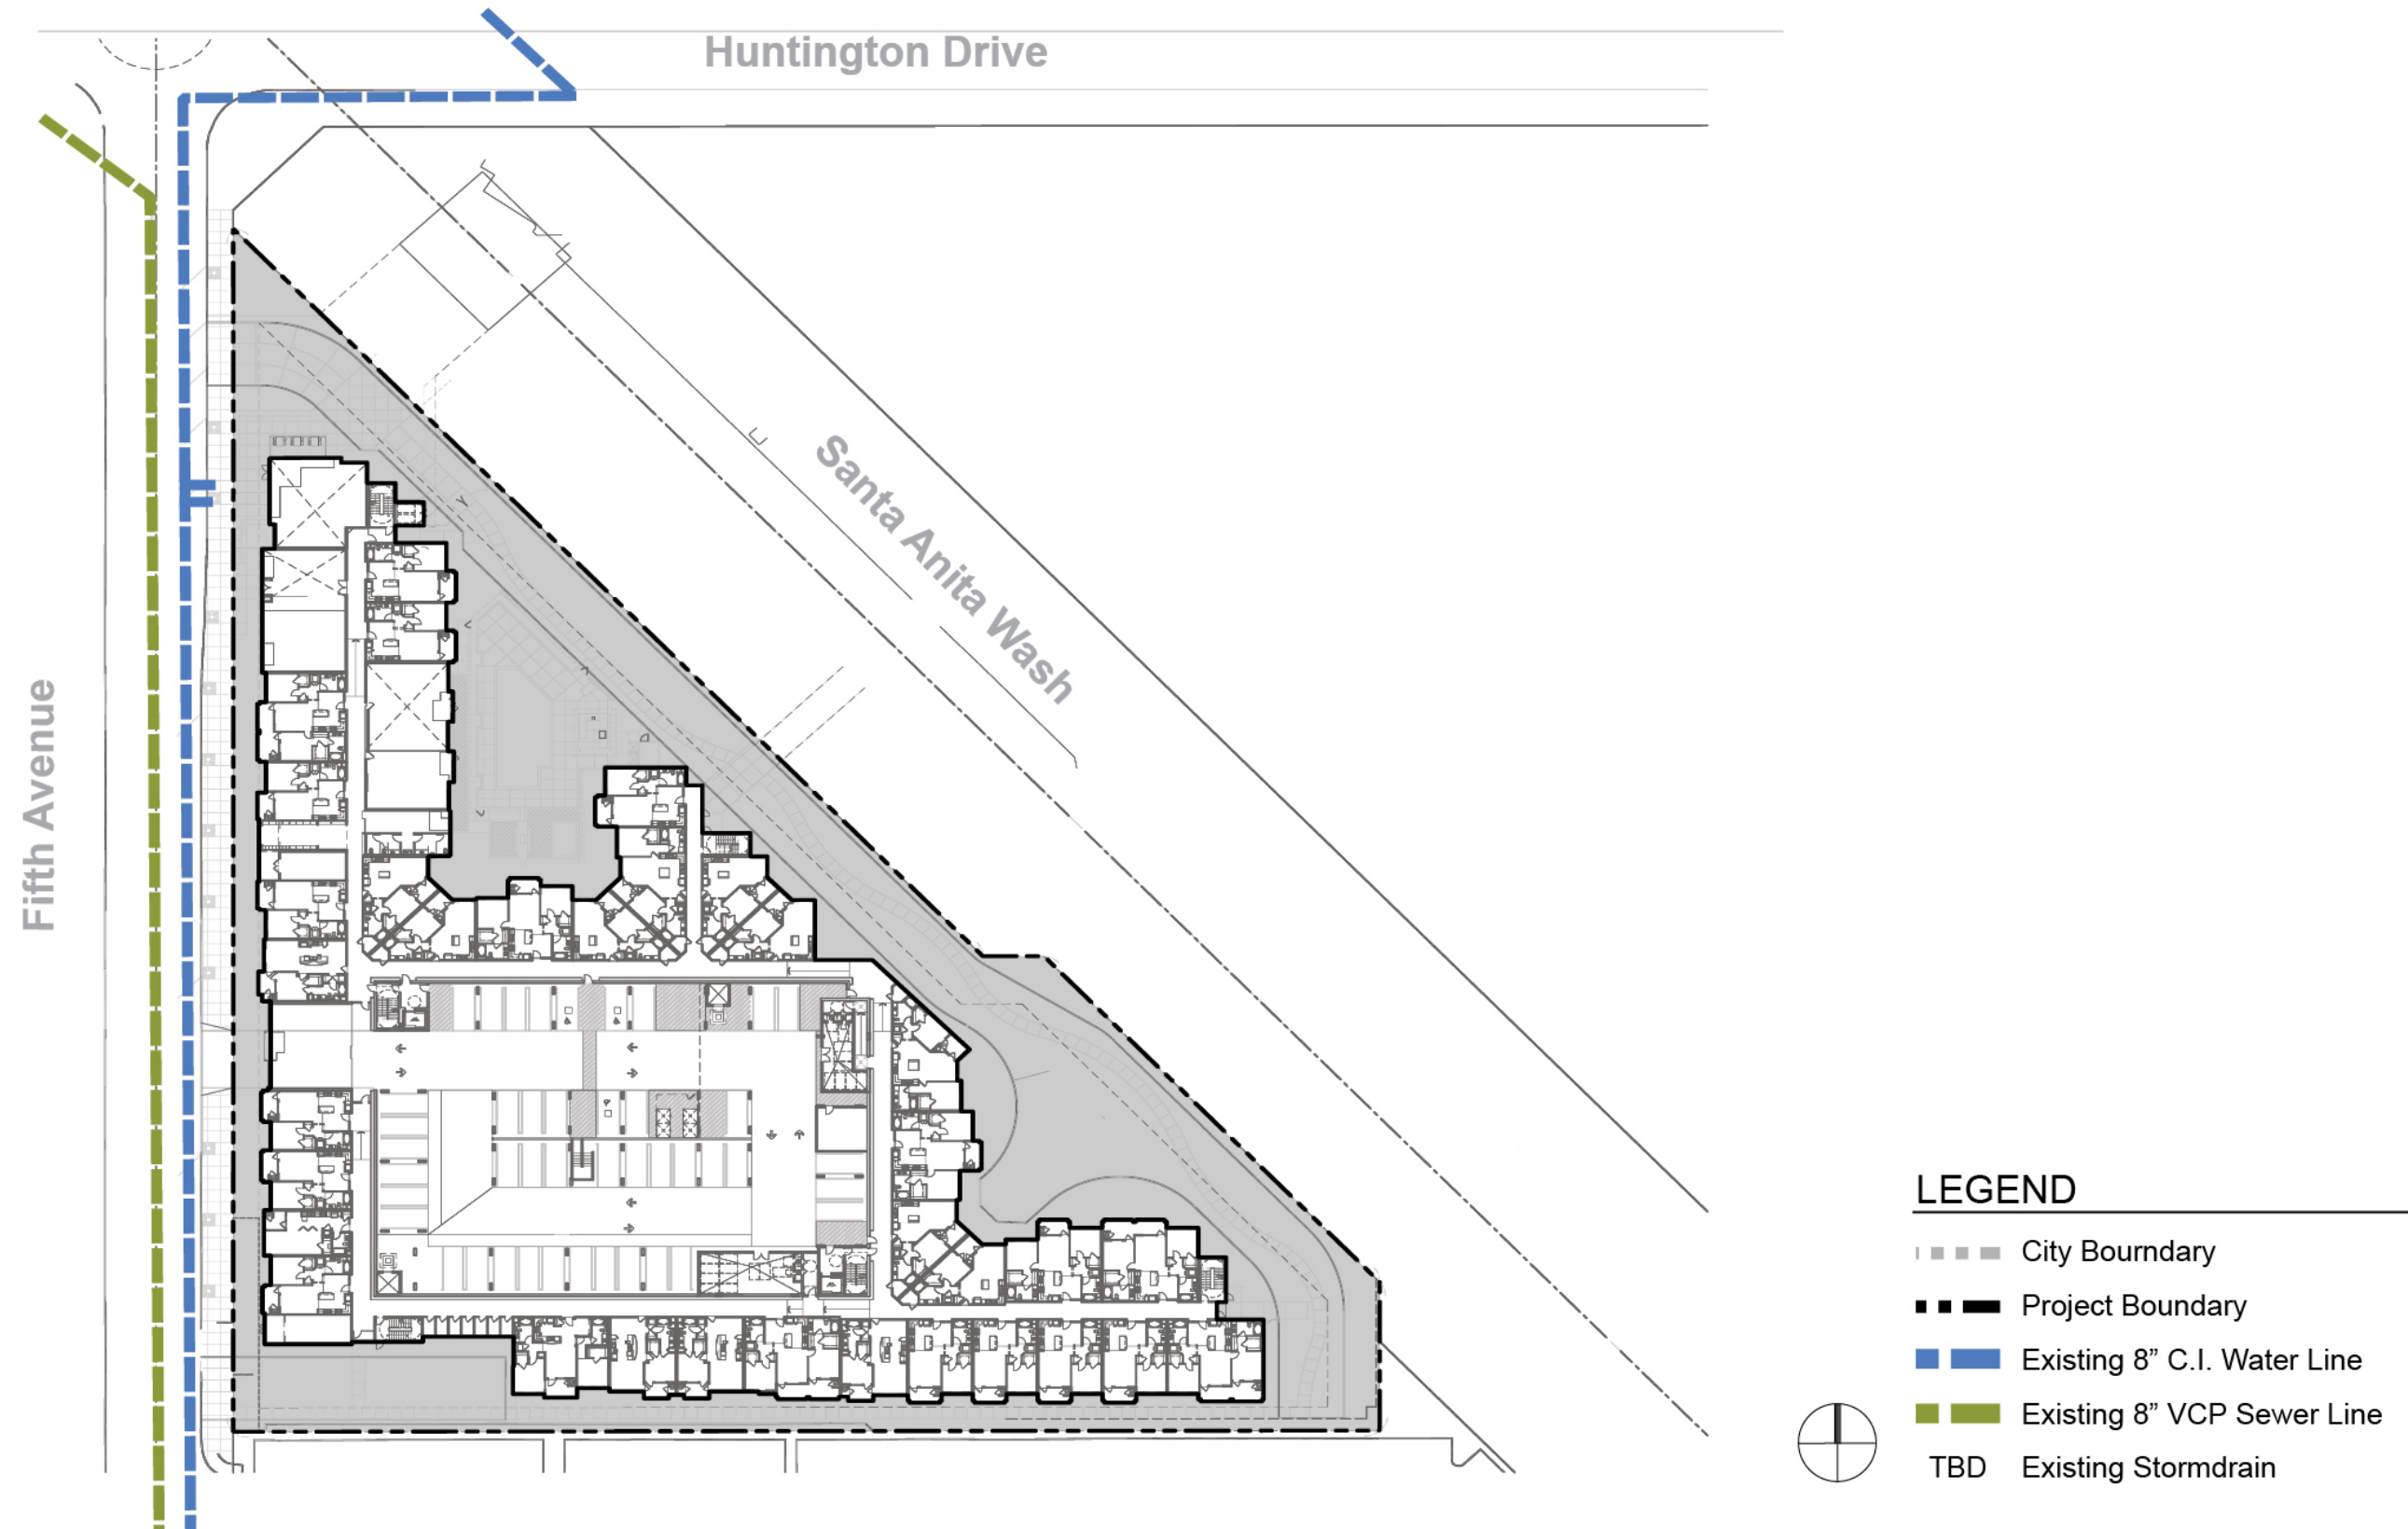 Huntington Drive
Santa Anita Wash
Fifth Avenue
LEGEND
City Bourndary
Project Boundary
Existing 8” C.I. Water Line
Existing 8” VCP Sewer Line
TBD Existing Stormdrain